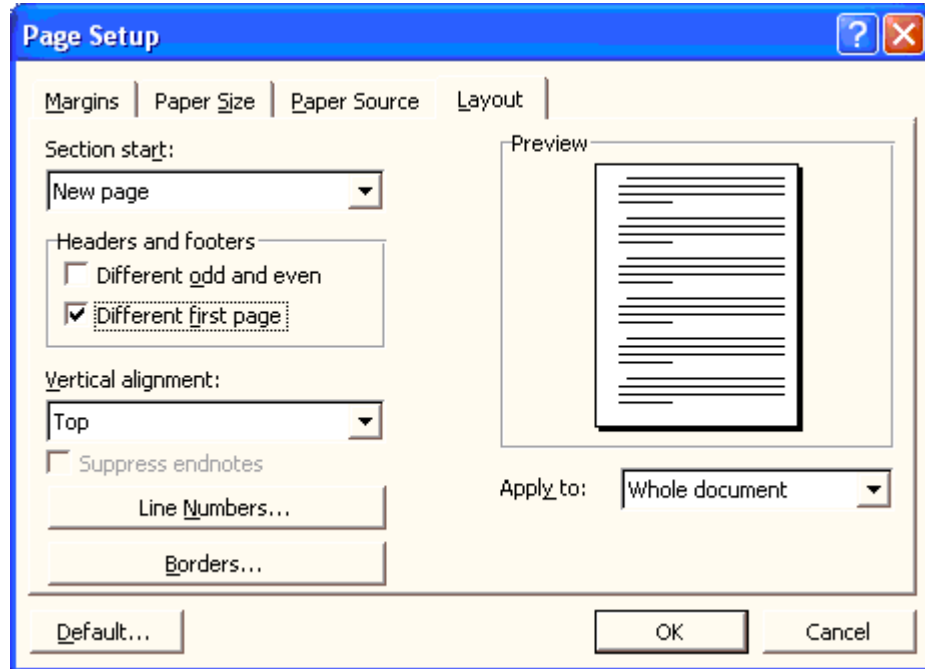 Page Setup
Margins Paper Size Paper Source Layout
Section start:
New page
Headers and footers
Different odd and even
Different first page
Vertical alignment:
Top
Suppress endnotes
Line Numbers...
Borders...
Preview
Apply to: Whole document
Default... OK Cancel